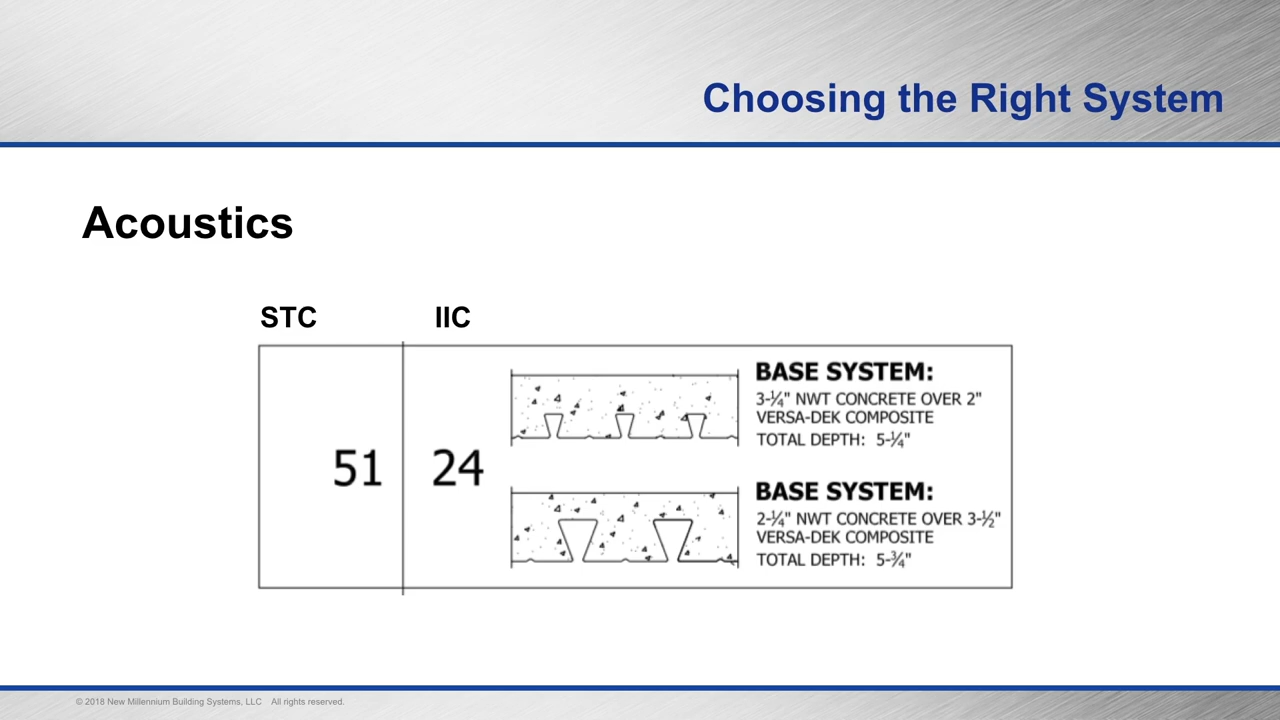 Choosing the Right System
Acoustics
STC IIC
51 24
BASE SYSTEM:
3-¼" NWT CONCRETE OVER 2"
VERSA-DEK COMPOSITE
TOTAL DEPTH: 5-¼"
BASE SYSTEM:
2-¼" NWT CONCRETE OVER 3-½"
VERSA-DEK COMPOSITE
TOTAL DEPTH: 5-¾"
© 2018 New Millennium Building Systems, LLC All rights reserved.